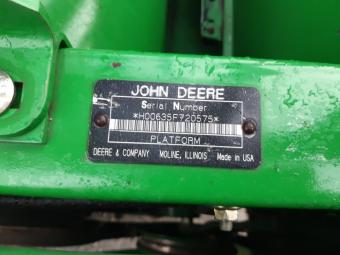 JOHN DEERE
Serial Number
*H00635F720575*
PLATFORM
DEERE & COMPANY MOLINE, ILLINOIS Made in USA